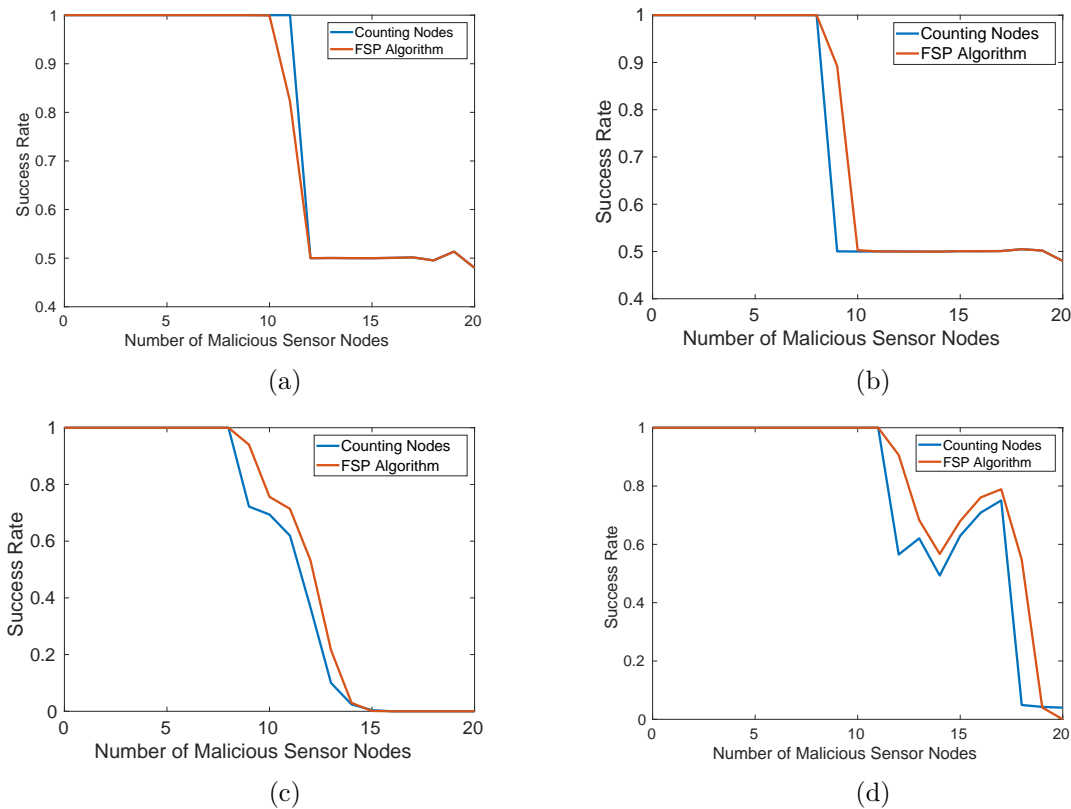 1
0.9
0.8
0.7
0.6
0.5
0.4
Success Rate
Counting Nodes
FSP Algorithm
0 5 10 15 20
Number of Malicious Sensor Nodes
(a)
1
0.9
0.8
0.7
0.6
0.5
0.4
Success Rate
Counting Nodes
FSP Algorithm
0 5 10 15 20
Number of Malicious Sensor Nodes
(b)
1
0.8
0.6
0.4
0.2
0
Success Rate
Counting Nodes
FSP Algorithm
0 5 10 15 20
Number of Malicious Sensor Nodes
(c)
1
0.8
0.6
0.4
0.2
0
Success Rate
Counting Nodes
FSP Algorithm
0 5 10 15 20
Number of Malicious Sensor Nodes
(d)